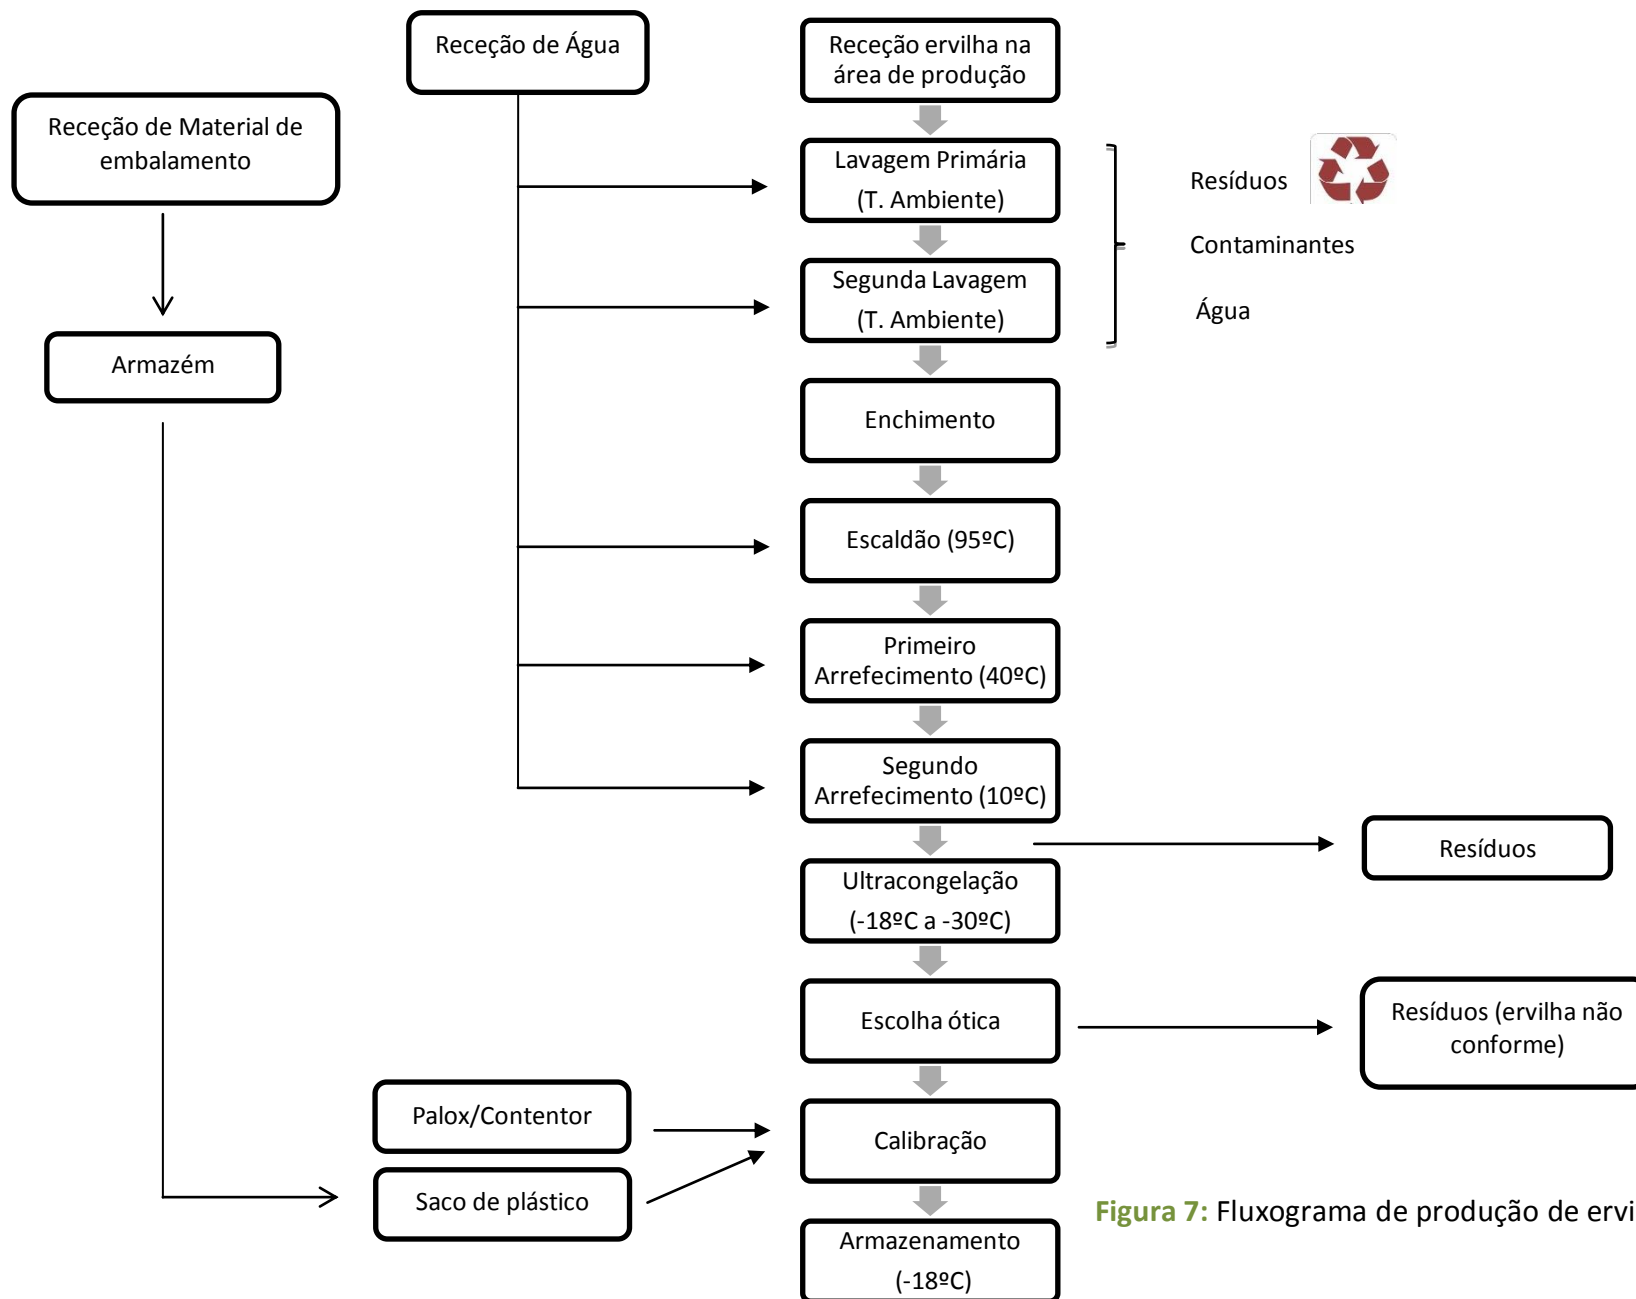 Receção de Água
Receção ervilha na
área de produção
Receção de Material de
embalamento
Lavagem Primária
(T. Ambiente)
Resíduos
Contaminantes
Água
Segunda Lavagem
(T. Ambiente)
Armazém
Enchimento
Escaldão (95ºC)
Primeiro
Arrefecimento (40ºC)
Segundo
Arrefecimento (10ºC)
Resíduos
Ultracongelação
(-18ºC a -30ºC)
Escolha ótica
Resíduos (ervilha não
conforme)
Palox/Contentor
Calibração
Saco de plástico
Figura 7: Fluxograma de produção de ervi
Armazenamento
(-18ºC)